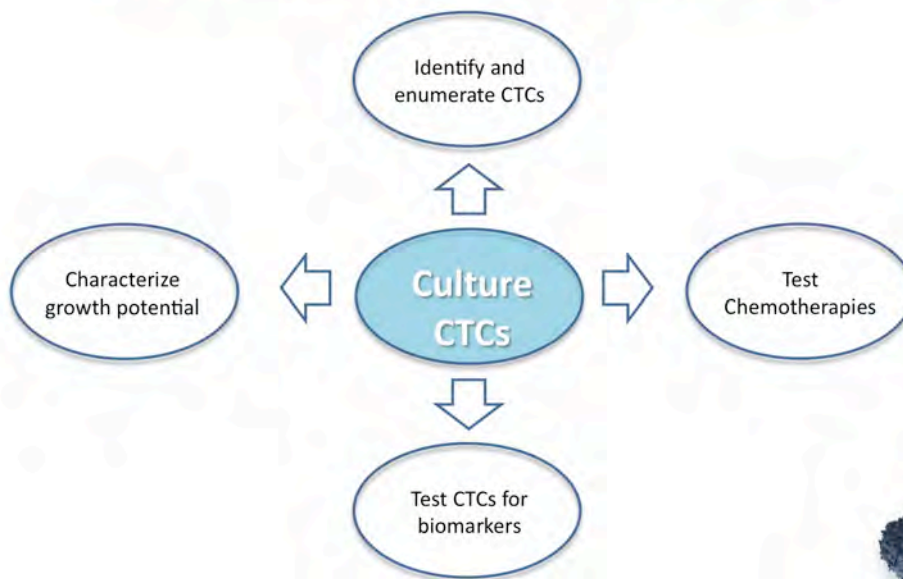 Identify and
enumerate CTCs
Characterize
growth potential
Culture
CTCs
Test
Chemotherapies
Test CTCs for
biomarkers